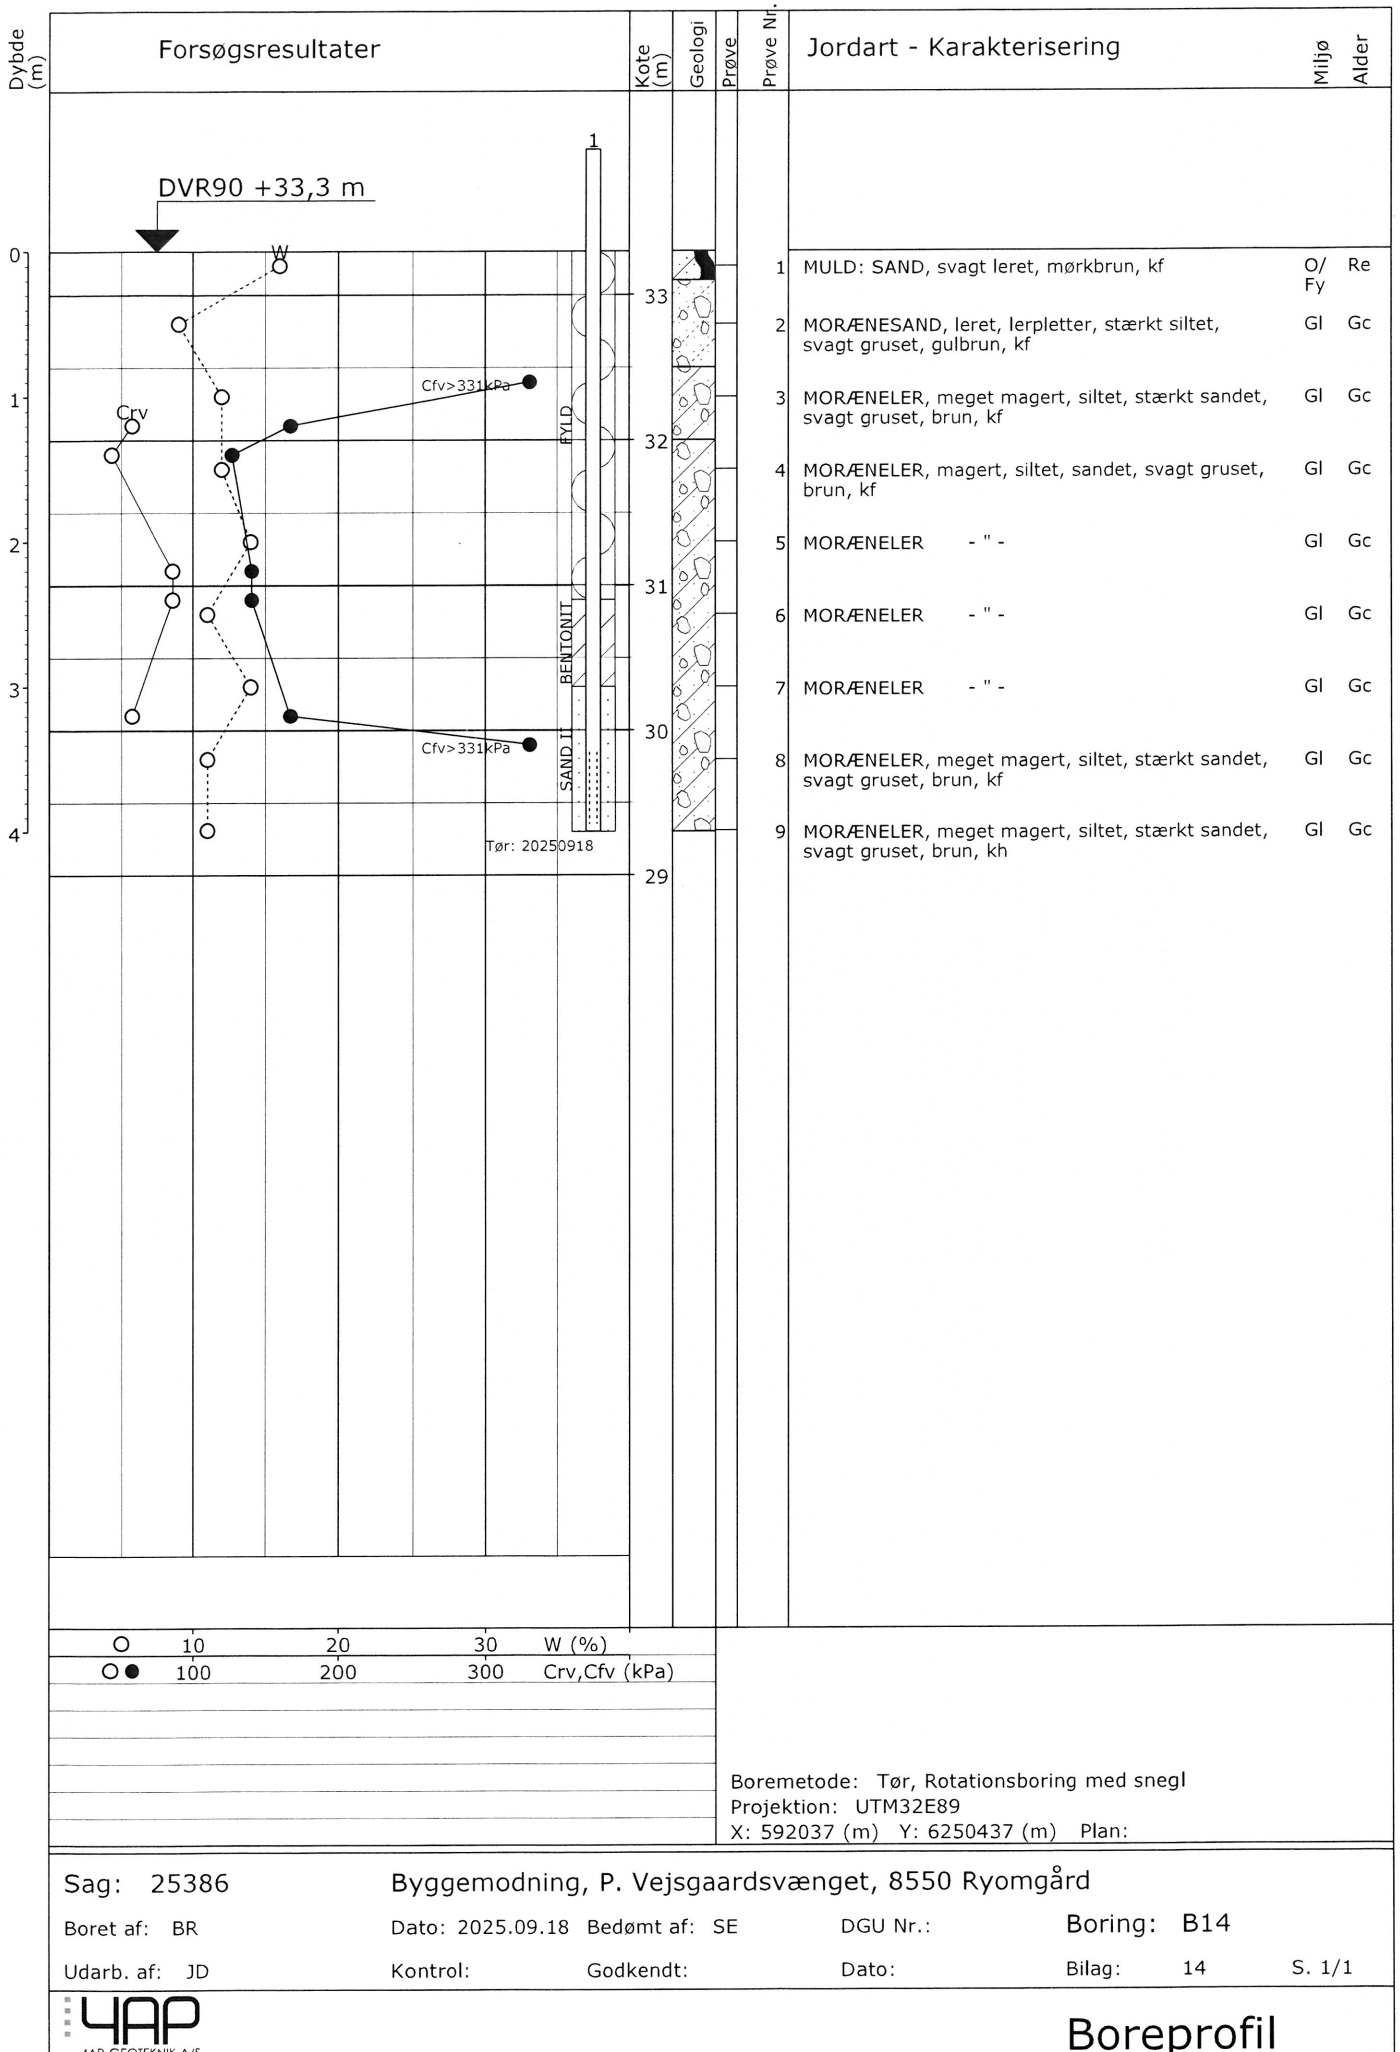 Dybde
(m)
Forsøgsresultater
Kote
(m)
Geologi
Prøve
Prøve Nr.
Jordart - Karakterisering
Miljø
Alder
1
DVR90 +33,3 m
W
0
1 MULD: SAND, svagt leret, mørkbrun, kf O/ Re
Fy
33
2 MORÆNESAND, leret, lerpletter, stærkt siltet, Gl Gc
svagt gruset, gulbrun, kf
Cfv>331kPa
1
3 MORÆNELER, meget magert, siltet, stærkt sandet, Gl Gc
svagt gruset, brun, kf
Crv
FYLD
32
4 MORÆNELER, magert, siltet, sandet, svagt gruset, Gl Gc
brun, kf
2
5 MORÆNELER - " - Gl Gc
31
6 MORÆNELER - " - Gl Gc
BENTONIT
3
7 MORÆNELER - " - Gl Gc
30
Cfv>331kPa
SAND II
8 MORÆNELER, meget magert, siltet, stærkt sandet, Gl Gc
svagt gruset, brun, kf
4
9 MORÆNELER, meget magert, siltet, stærkt sandet, Gl Gc
svagt gruset, brun, kh
Tør: 20250918
29
10 20 30 W (%)
100 200 300 Crv,Cfv (kPa)
Boremetode: Tør, Rotationsboring med snegl
Projektion: UTM32E89
X: 592037 (m) Y: 6250437 (m) Plan:
Sag: 25386 Byggemodning, P. Vejsgaardsvænget, 8550 Ryomgård
Boret af: BR Dato: 2025.09.18 Bedømt af: SE DGU Nr.: Boring: B14
Udarb. af: JD Kontrol: Godkendt: Dato: Bilag: 14 S. 1/1
4AP
4AP GEOTEKNIK A/S
Boreprofil